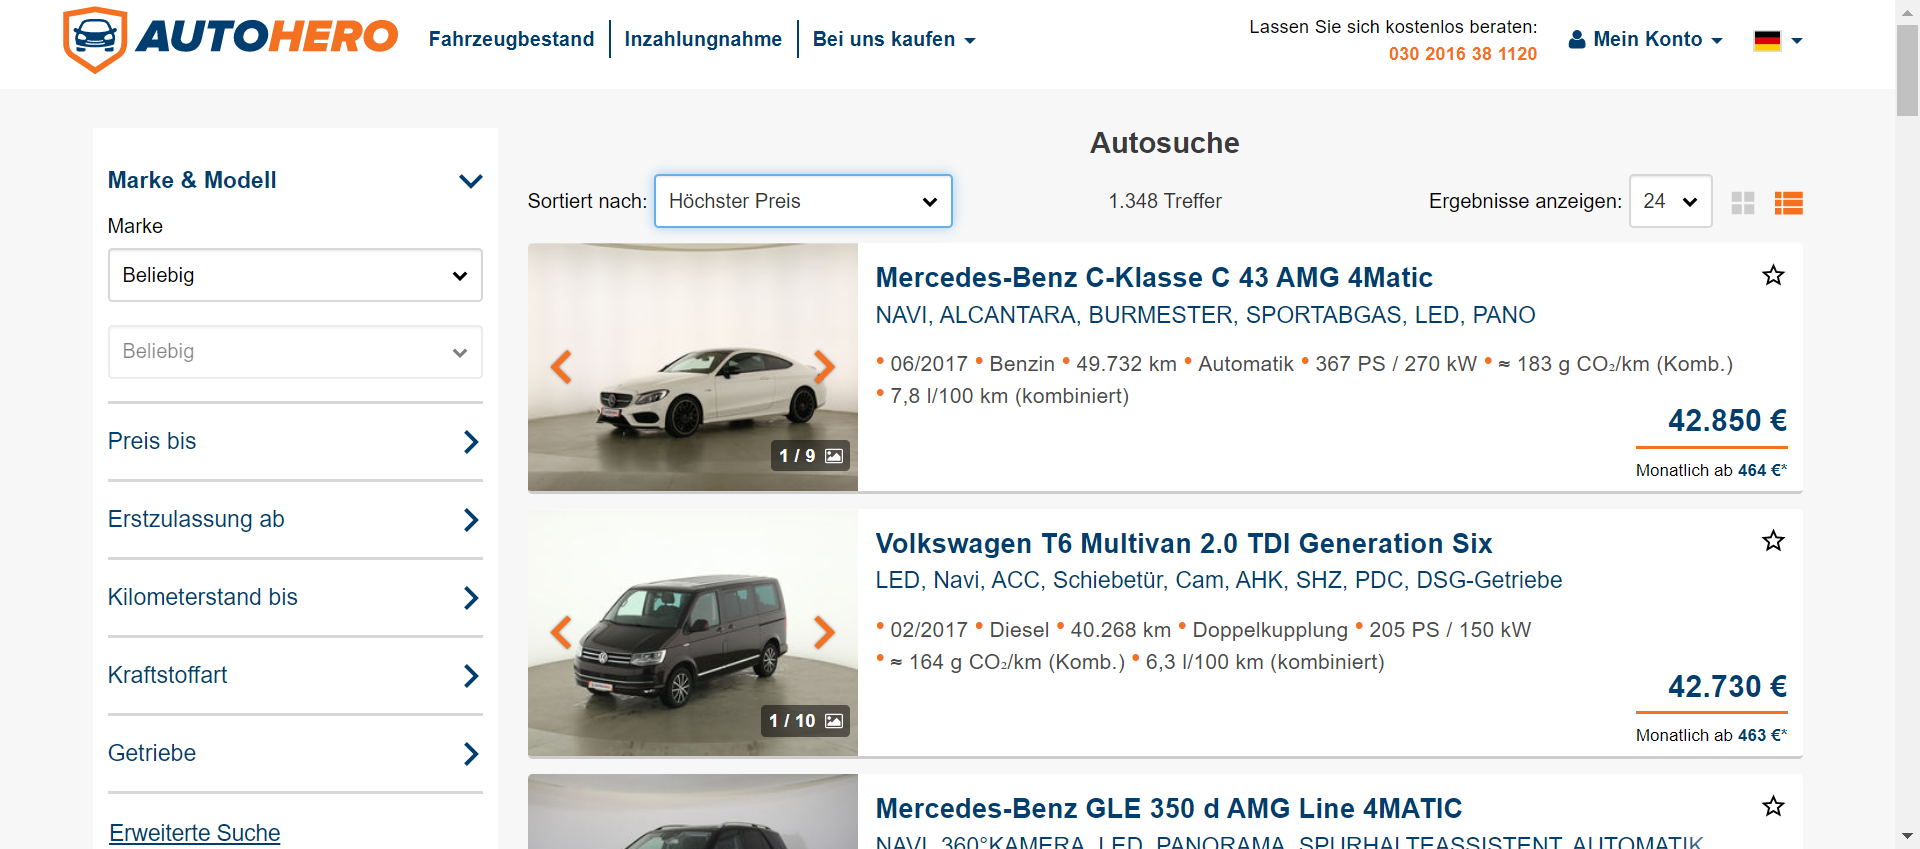 AUTOHERO
Fahrzeugbestand
Inzahlungnahme
Bei uns kaufen
Lassen Sie sich kostenlos beraten:
030 2016 38 1120
Mein Konto
Marke & Modell
Marke
Beliebig
Beliebig
Preis bis
Erstzulassung ab
Kilometerstand bis
Kraftstoffart
Getriebe
Erweiterte Suche
Autosuche
Sortiert nach: Höchster Preis
1.348 Treffer
Ergebnisse anzeigen: 24
Mercedes-Benz C-Klasse C 43 AMG 4Matic
NAVI, ALCANTARA, BURMESTER, SPORTABGAS, LED, PANO
• 06/2017 • Benzin • 49.732 km • Automatik • 367 PS / 270 kW • ≈ 183 g CO₂/km (Komb.)
• 7,8 l/100 km (kombiniert)
1 / 9
42.850 €
Monatlich ab 464 €*
Volkswagen T6 Multivan 2.0 TDI Generation Six
LED, Navi, ACC, Schiebetür, Cam, AHK, SHZ, PDC, DSG-Getriebe
• 02/2017 • Diesel • 40.268 km • Doppelkupplung • 205 PS / 150 kW
• ≈ 164 g CO₂/km (Komb.) • 6,3 l/100 km (kombiniert)
1 / 10
42.730 €
Monatlich ab 463 €*
Mercedes-Benz GLE 350 d AMG Line 4MATIC
NAVI, 360°KAMERA, LED, PANORAMA, SPURHALTEASSISTENT, AUTOMATIK